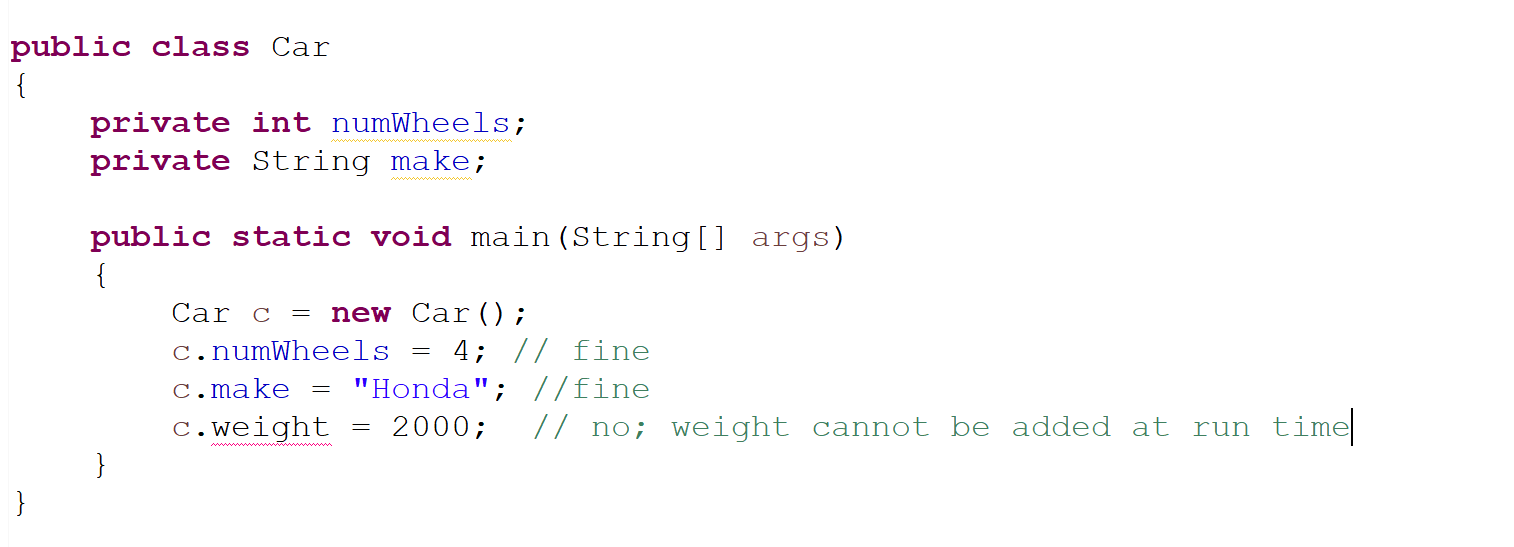 public class Car
{
    private int numWheels;
    private String make;

    public static void main(String[] args)
    {
        Car c = new Car();
        c.numWheels = 4; // fine
        c.make = "Honda"; //fine
        c.weight = 2000;  // no; weight cannot be added at run time
    }
}